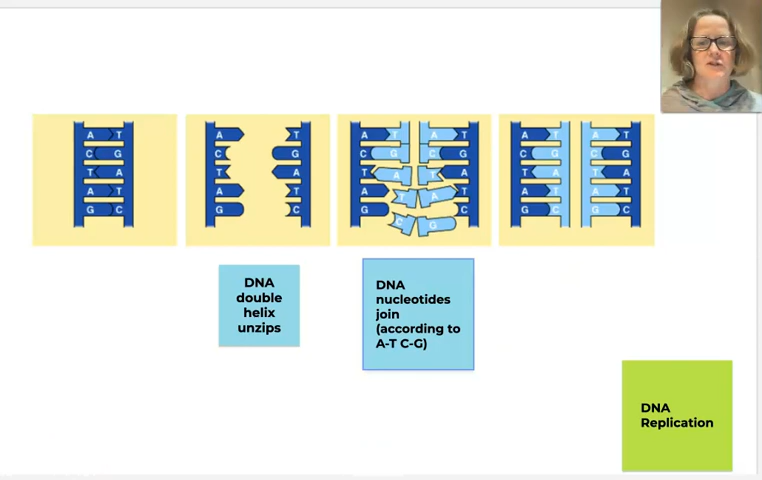 A T A T A T A T A T A T
C G C G C G C G C G C G
T A T A T A T A T A T A
A T A T A T A T A T A T
G C G C G C G C G C G C
DNA
double
helix
unzips
DNA
nucleotides
join
(according to
A-T C-G)
DNA
Replication